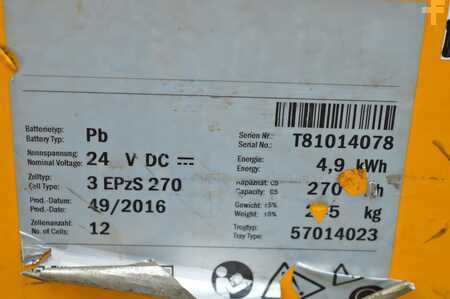 Batterietyp:
Battery Type: Pb
Nennspannung:
Nominal Voltage: 24 V DC
Zelltyp:
Cell Type: 3 EPzS 270
Prod.-Datum:
Prod.-Date: 49/2016
Zellenanzahl:
No. of Cells: 12
Serien Nr.:
Serial No.: T81014078
Energie:
Energy: 4,9 kWh
Kapazität: C5
Capacity: C5 270
Gewicht: ±5%
Weight: ±5% kg
Trogtyp:
Tray Type: 57014023